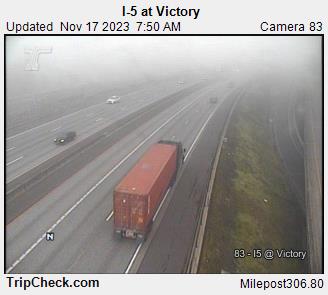 I-5 at Victory
Updated  Nov 17 2023  7:50 AM    Camera 83
N
83 - I5 @ Victory
TripCheck.com    Milepost306.80